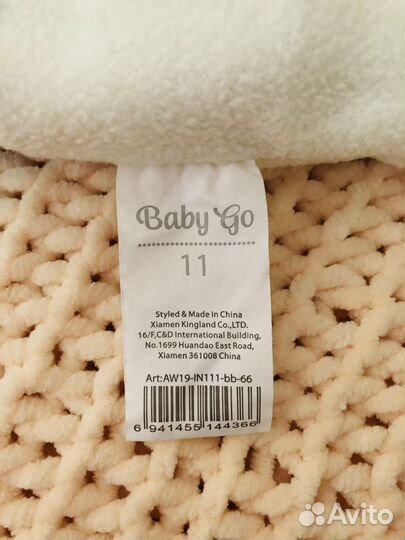 Baby Go
11
Styled & Made in China
Xiamen Kingland Co.,LTD.
16/F,C&D International Building,
No.1699 Huandao East Road,
Xiamen 361008 China
Art:AW19-IN111-bb-66
6 941455 144366
Avito